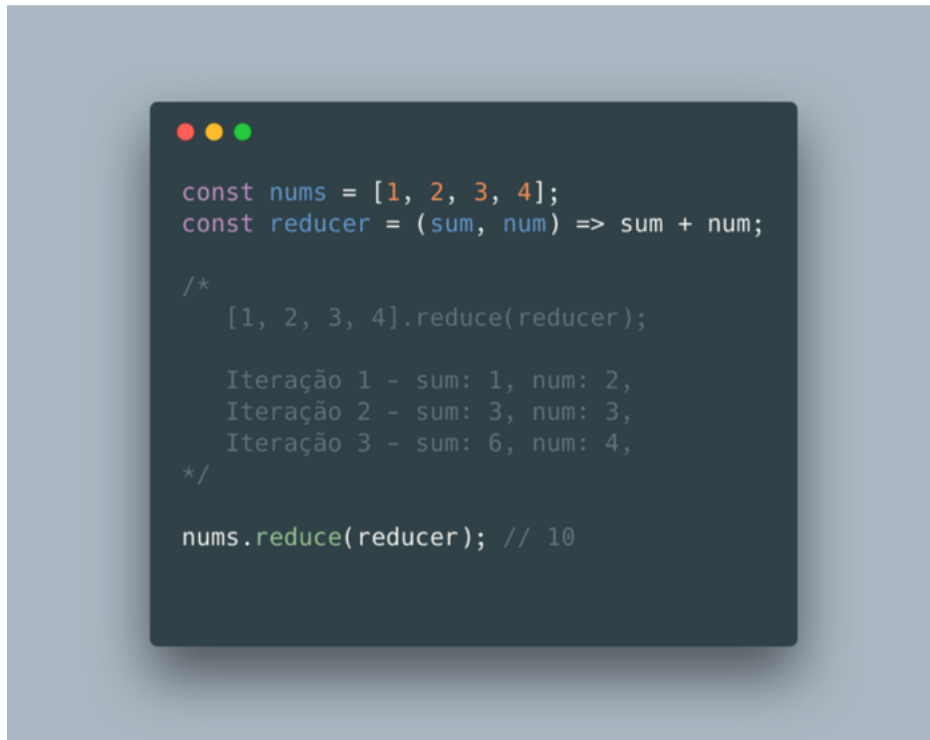 const nums = [1, 2, 3, 4];
const reducer = (sum, num) => sum + num;
/*
[1, 2, 3, 4].reduce(reducer);
Iteração 1 - sum: 1, num: 2,
Iteração 2 - sum: 3, num: 3,
Iteração 3 - sum: 6, num: 4,
*/
nums.reduce(reducer); // 10